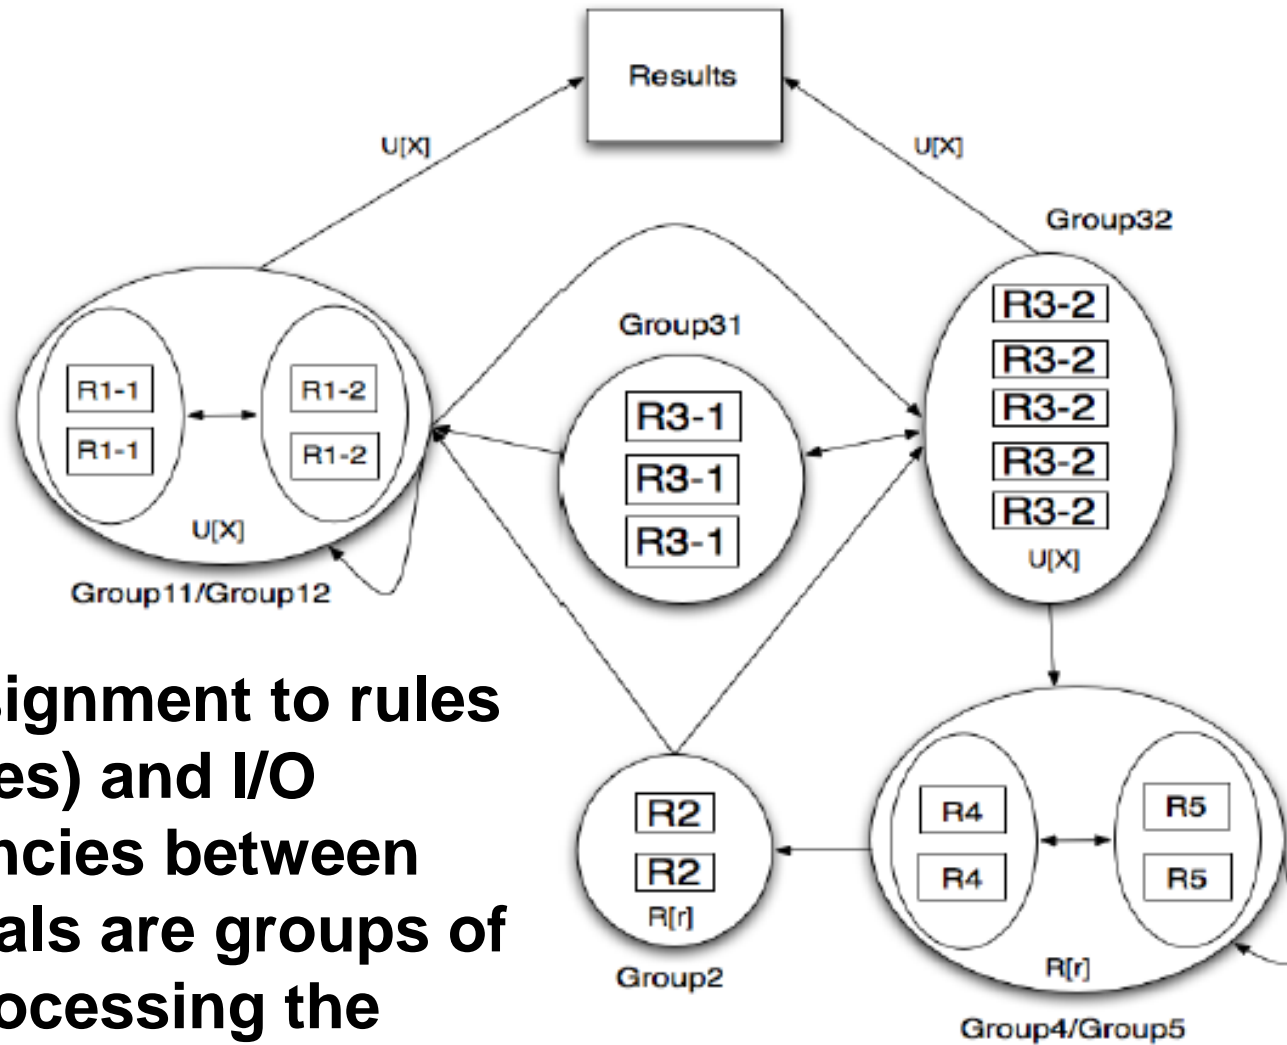 Results
U[X]
U[X]
Group32
R3-2
R3-2
R3-2
R3-2
R3-2
U[X]
Group31
R3-1
R3-1
R3-1
R1-1
R1-1
R1-2
R1-2
U[X]
Group11/Group12
signment to rules
es) and I/O
ncies between
als are groups of
ocessing the
R2
R2
R[r]
Group2
R4
R4
R5
R5
R[r]
Group4/Group5